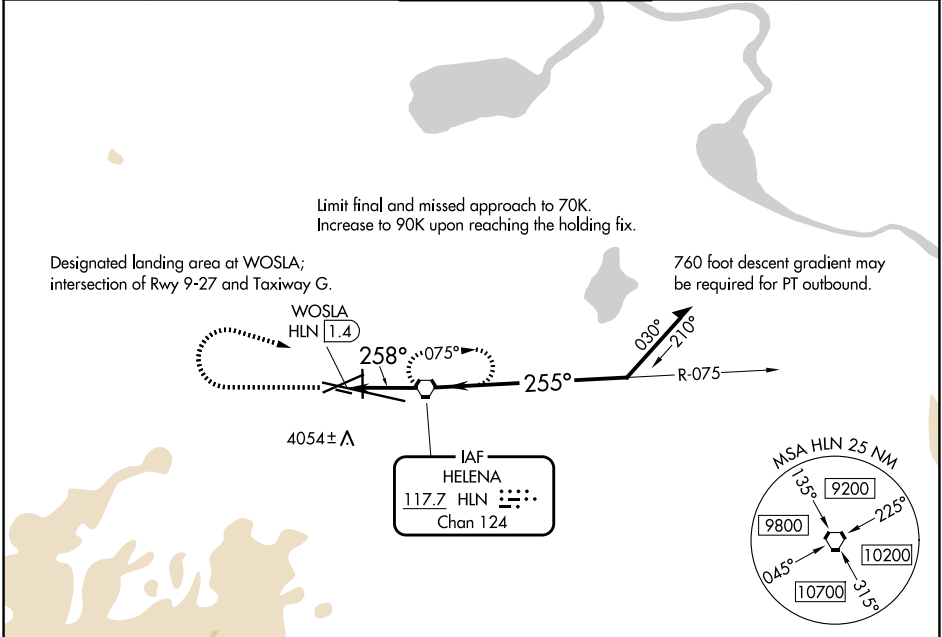 Limit final and missed approach to 70K.
Increase to 90K upon reaching the holding fix.
Designated landing area at WOSLA;
intersection of Rwy 9-27 and Taxiway G.
760 foot descent gradient may
be required for PT outbound.
WOSLA
HLN 1.4
258°
075°
255°
030°
210°
R-075
4054±
IAF
HELENA
117.7 HLN
Chan 124
MSA HLN 25 NM
135°
9200
225°
9800
10200
045°
10700
315°